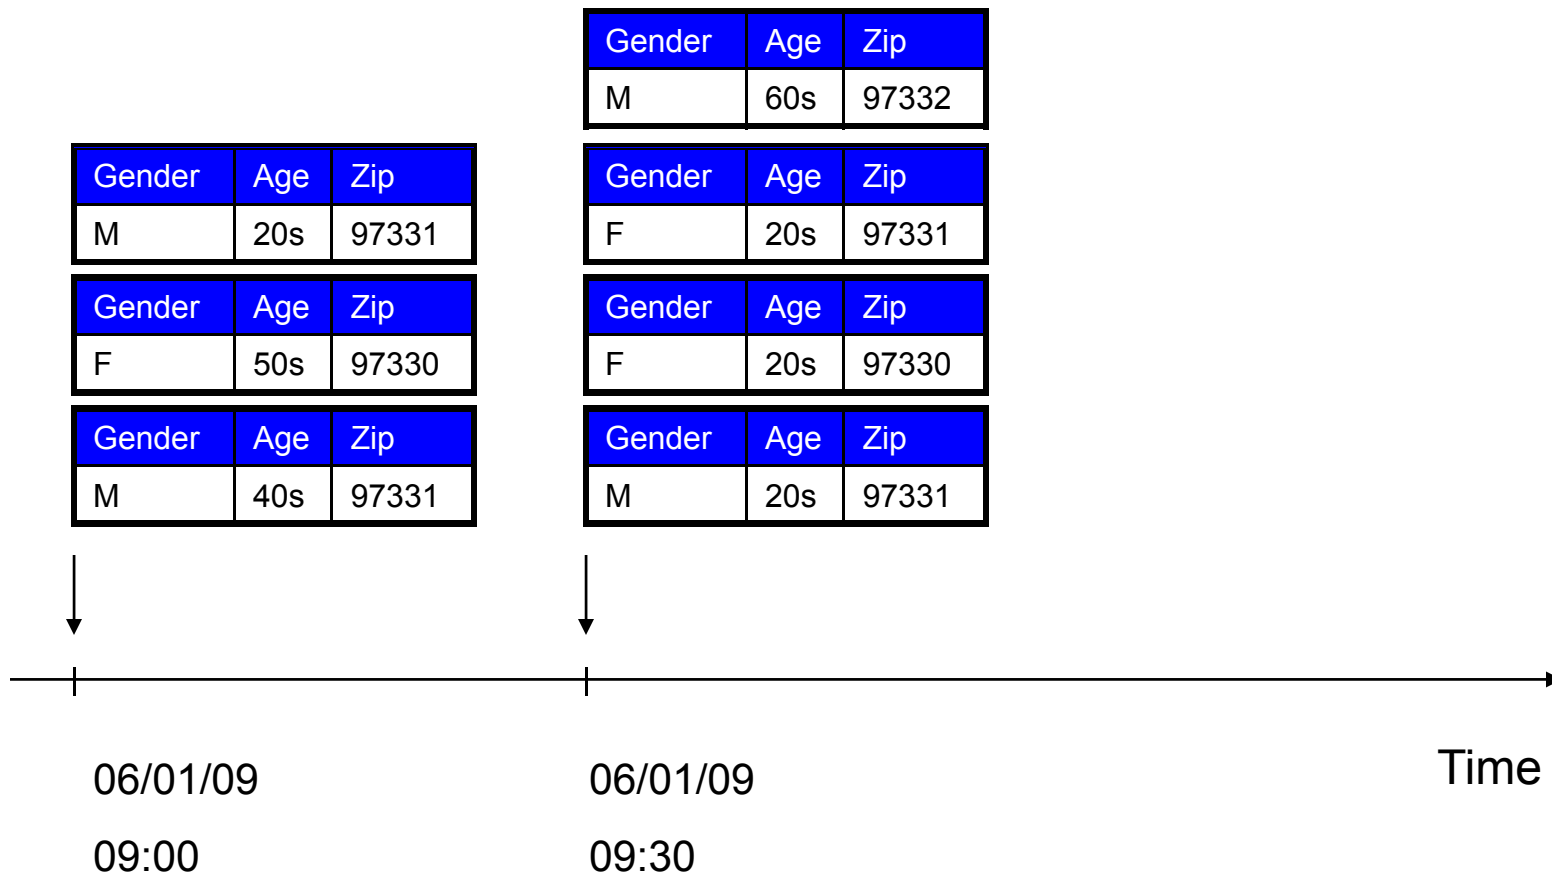 Gender Age Zip
M 60s 97332
Gender Age Zip
M 20s 97331
Gender Age Zip
F 50s 97330
Gender Age Zip
M 40s 97331
Gender Age Zip
F 20s 97331
Gender Age Zip
F 20s 97330
Gender Age Zip
M 20s 97331
06/01/09
09:00
06/01/09
09:30
Time